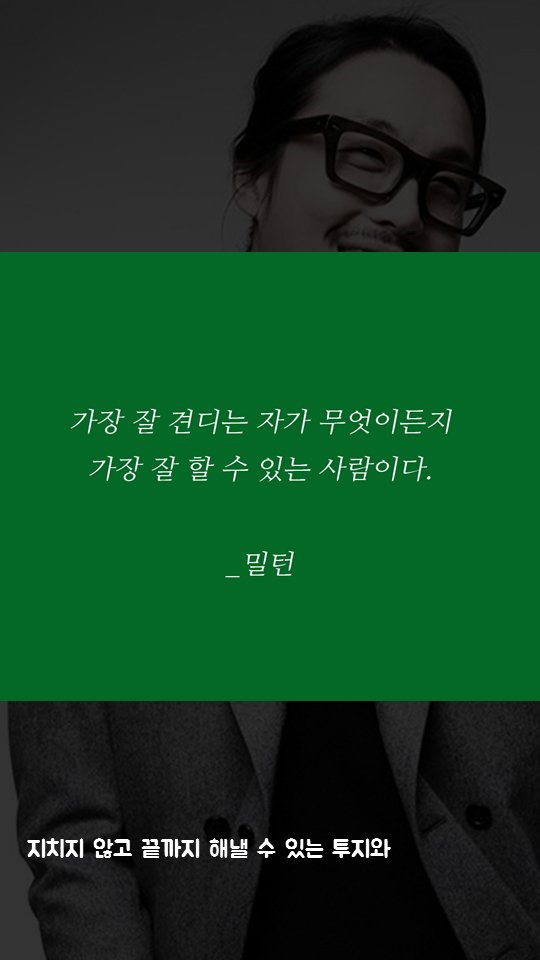 가장 잘 견디는 자가 무엇이든지
가장 잘 할 수 있는 사람이다.
_밀턴
지치지 않고 끝까지 해낼 수 있는 투지와